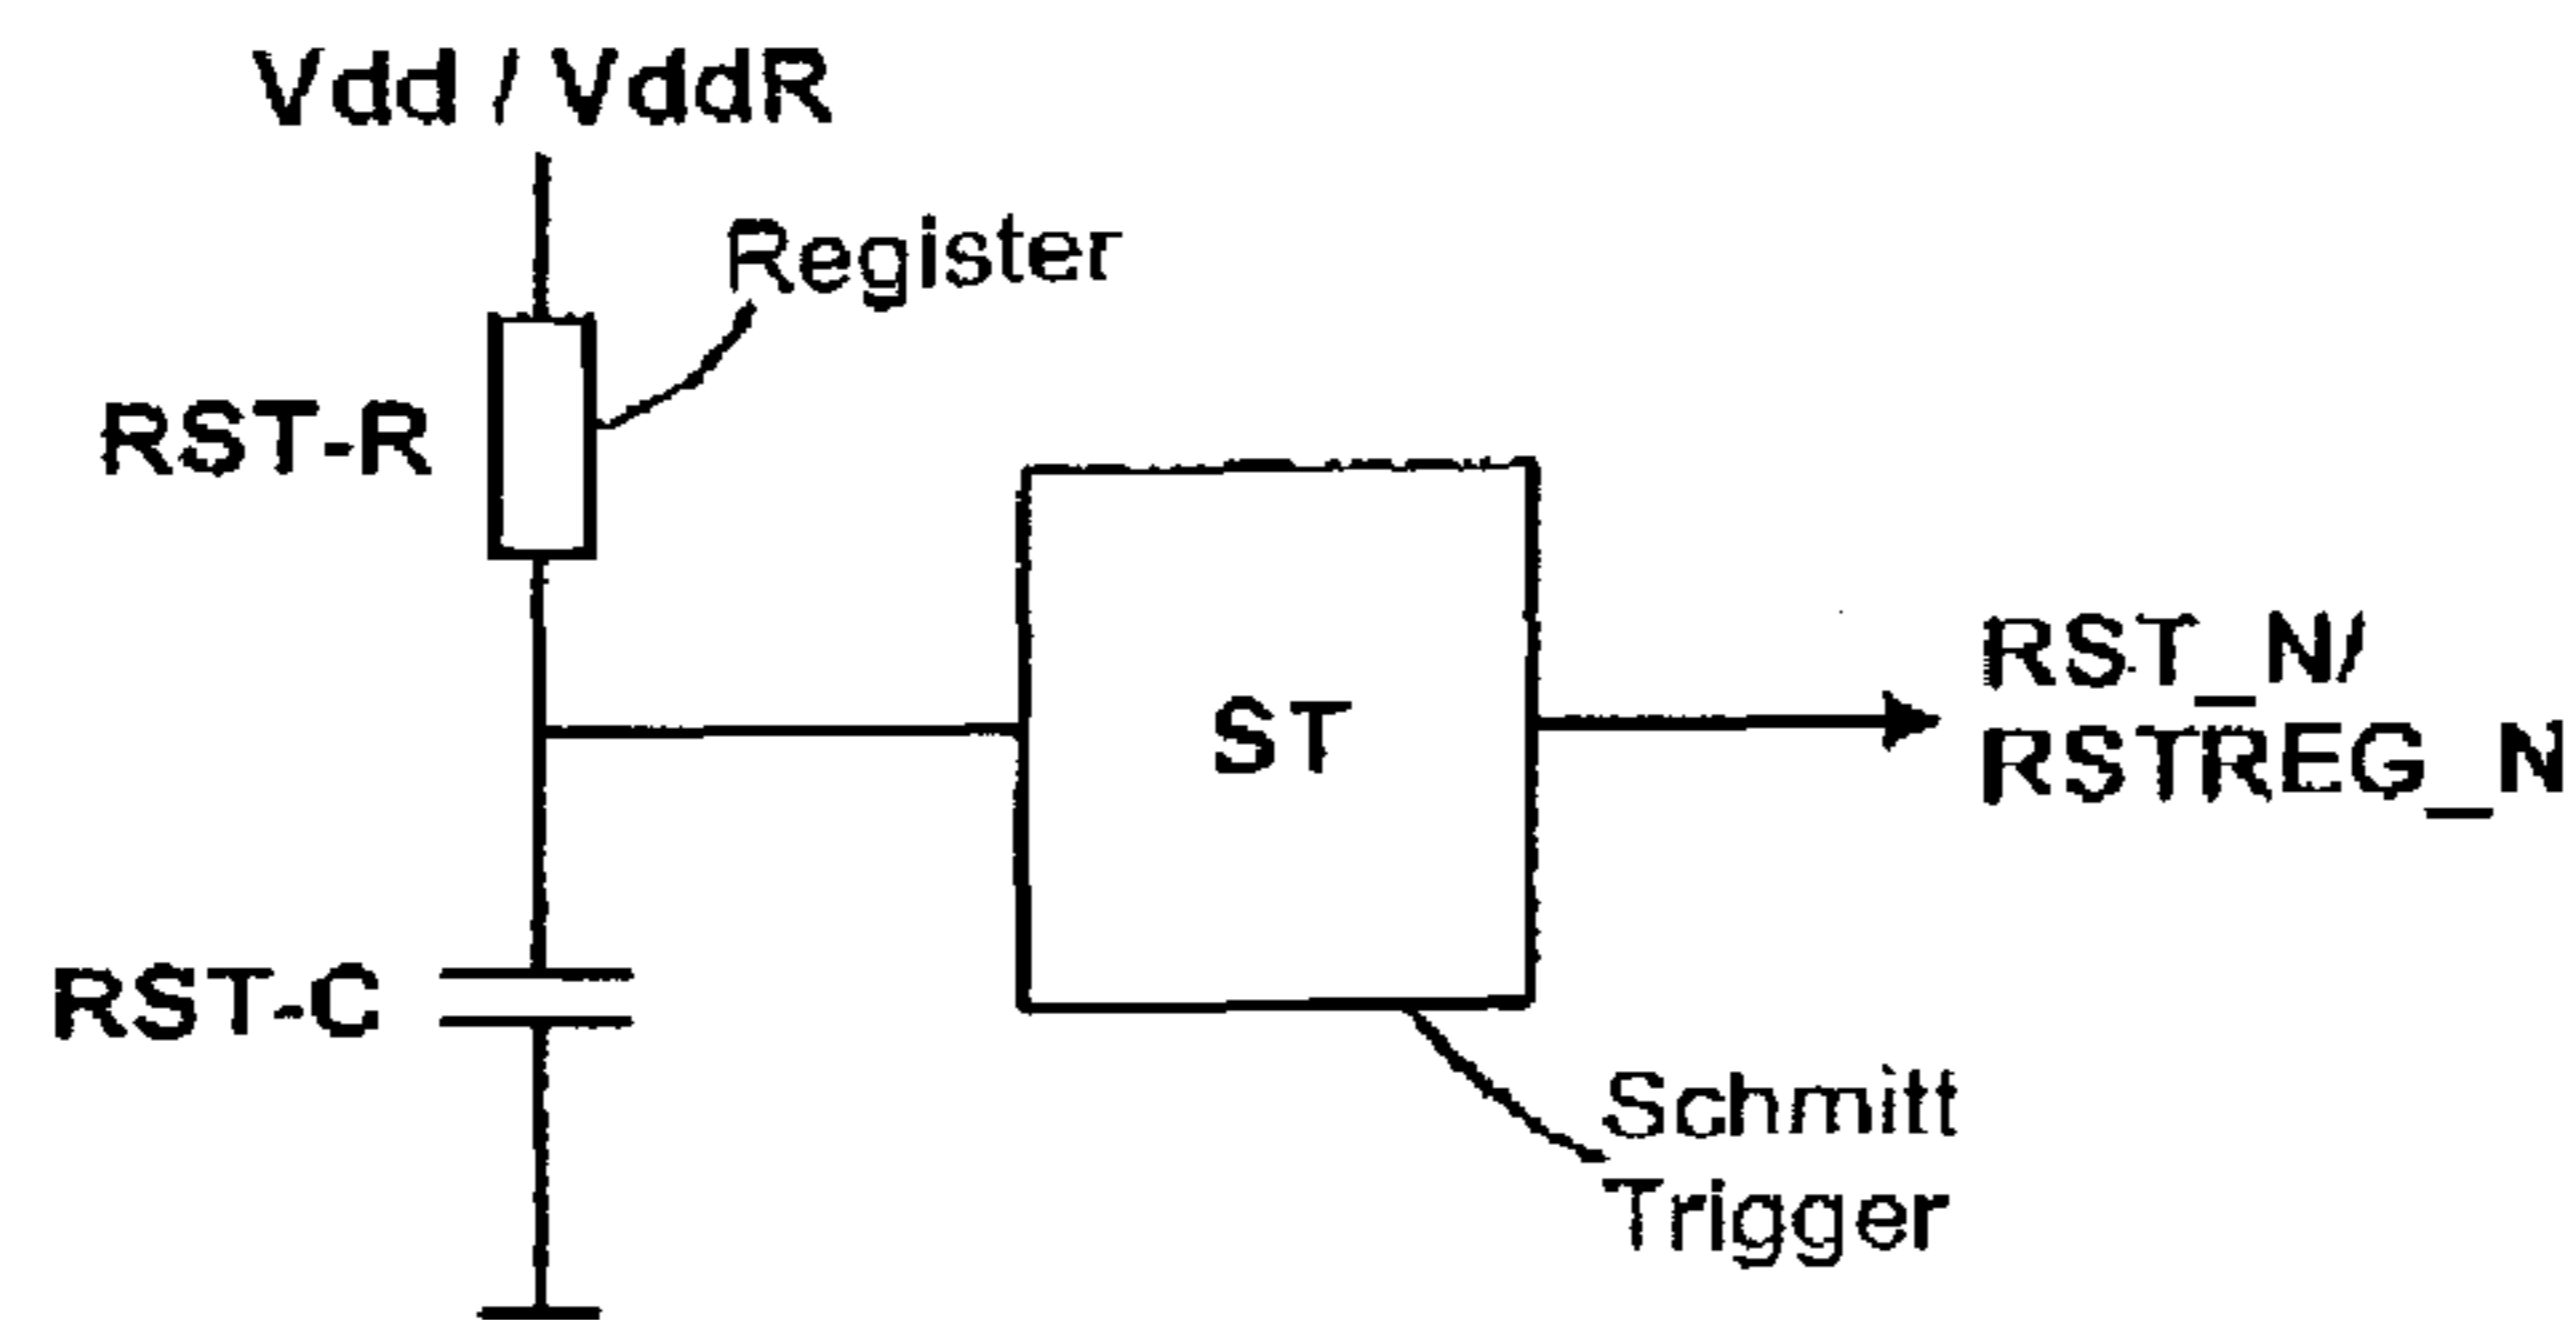 Vdd / VddR
Register
RST-R
ST
RST_N/
RSTREG_N
RST-C
Schmitt
Trigger